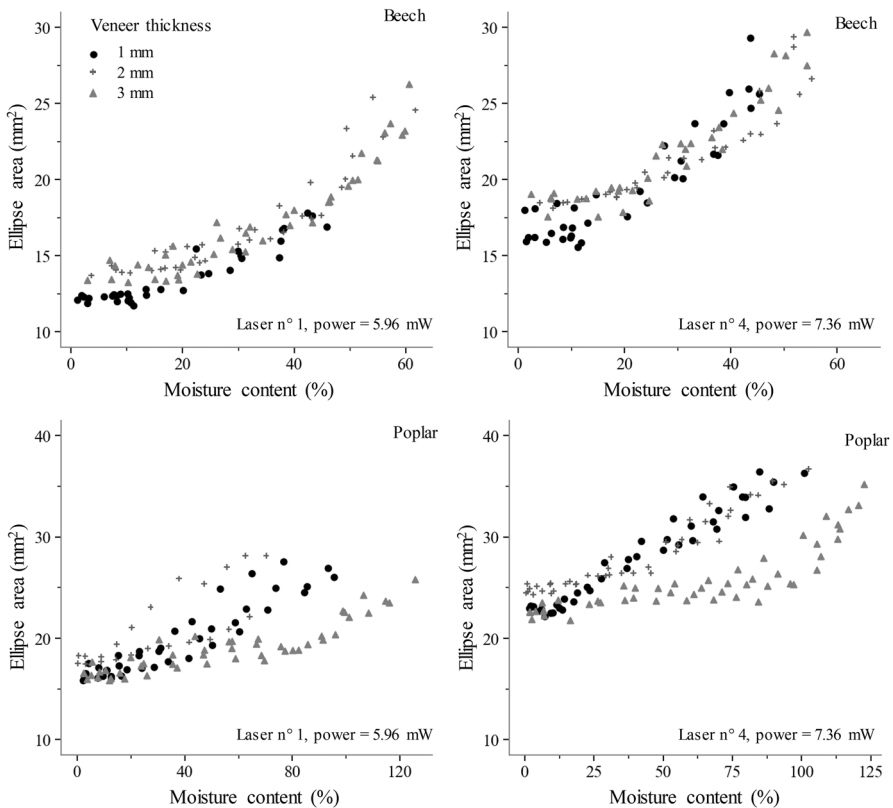 Beech
Veneer thickness
1 mm
2 mm
3 mm
Ellipse area (mm²)
30
25
20
15
10
Laser n° 1, power = 5.96 mW
0 20 40 60
Moisture content (%)
Beech
30
25
20
15
10
Laser n° 4, power = 7.36 mW
0 20 40 60
Moisture content (%)
Poplar
Ellipse area (mm²)
40
30
20
10
Laser n° 1, power = 5.96 mW
0 40 80 120
Moisture content (%)
Poplar
Ellipse area (mm²)
40
30
20
10
Laser n° 4, power = 7.36 mW
0 25 50 75 100 125
Moisture content (%)